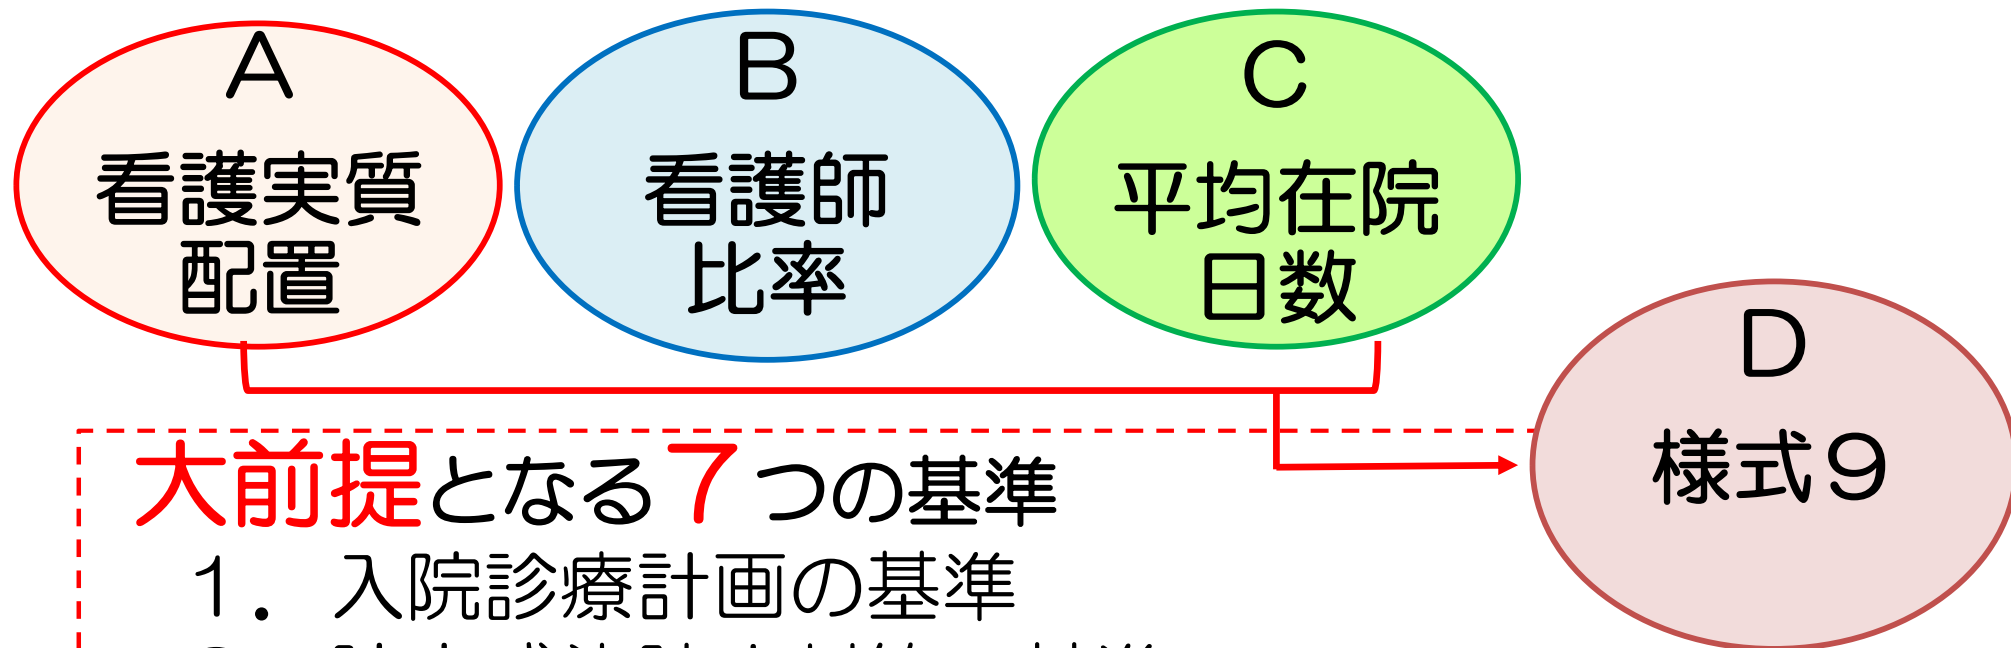 A
看護実質
配置
B
看護師
比率
C
平均在院
日数
D
様式9
大前提となる7つの基準
1. 入院診療計画の基準